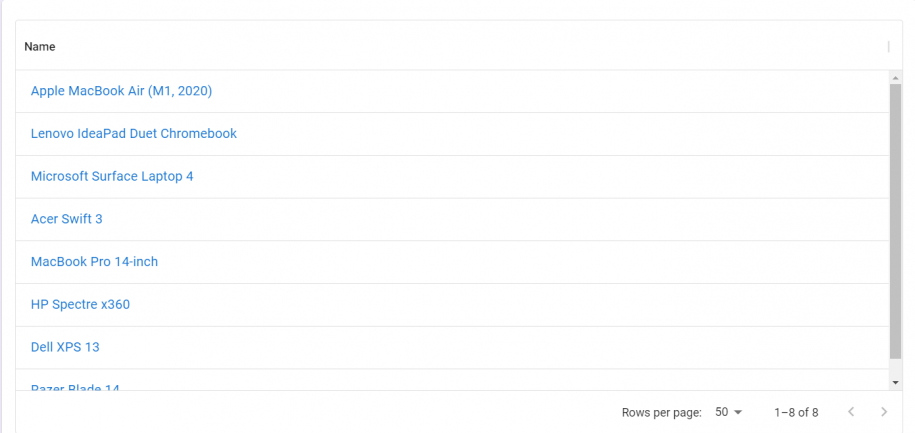 Name
Apple MacBook Air (M1, 2020)
Lenovo IdeaPad Duet Chromebook
Microsoft Surface Laptop 4
Acer Swift 3
MacBook Pro 14-inch
HP Spectre x360
Dell XPS 13
Razer Blade 14
Rows per page: 50 1–8 of 8